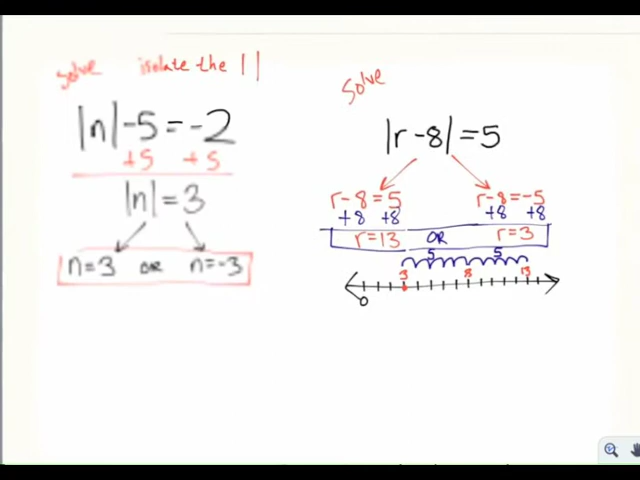 solve isolate the ||
|n| -5 = -2
+5 +5
|n| = 3
n=3 OR n=-3
Solve
|r -8| = 5
r-8=5 r-8=-5
+8 +8 +8 +8
r=13 OR r=3
5 5
3 8 13
0